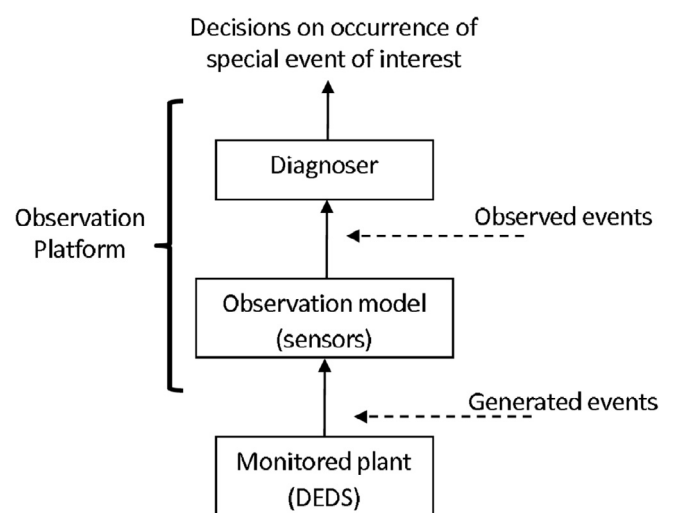 Decisions on occurrence of
special event of interest
Diagnoser
Observed events
Observation
Platform
Observation model
(sensors)
Generated events
Monitored plant
(DEDS)